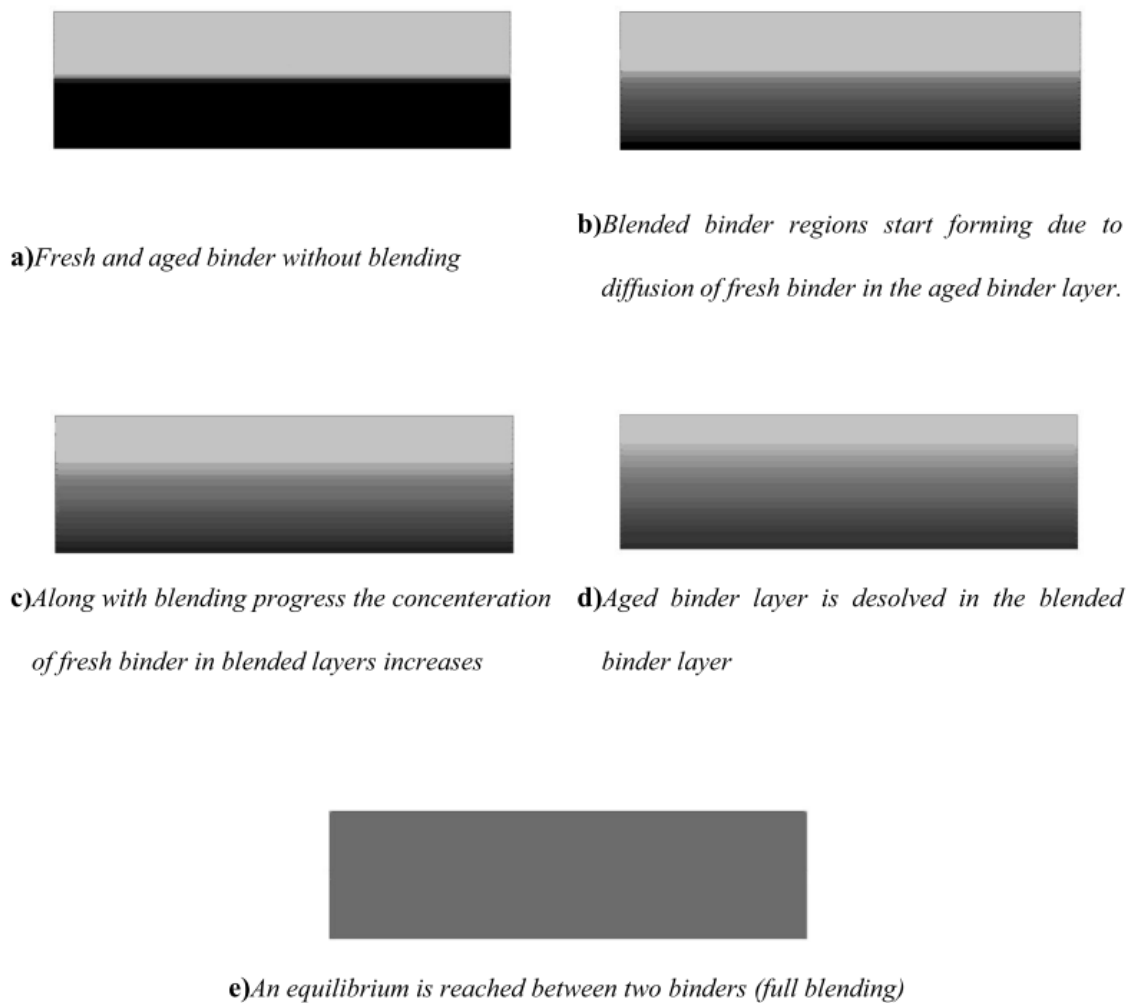 a)Fresh and aged binder without blending
b)Blended binder regions start forming due to
diffusion of fresh binder in the aged binder layer.
c)Along with blending progress the concenteration
of fresh binder in blended layers increases
d)Aged binder layer is desolved in the blended
binder layer
e)An equilibrium is reached between two binders (full blending)